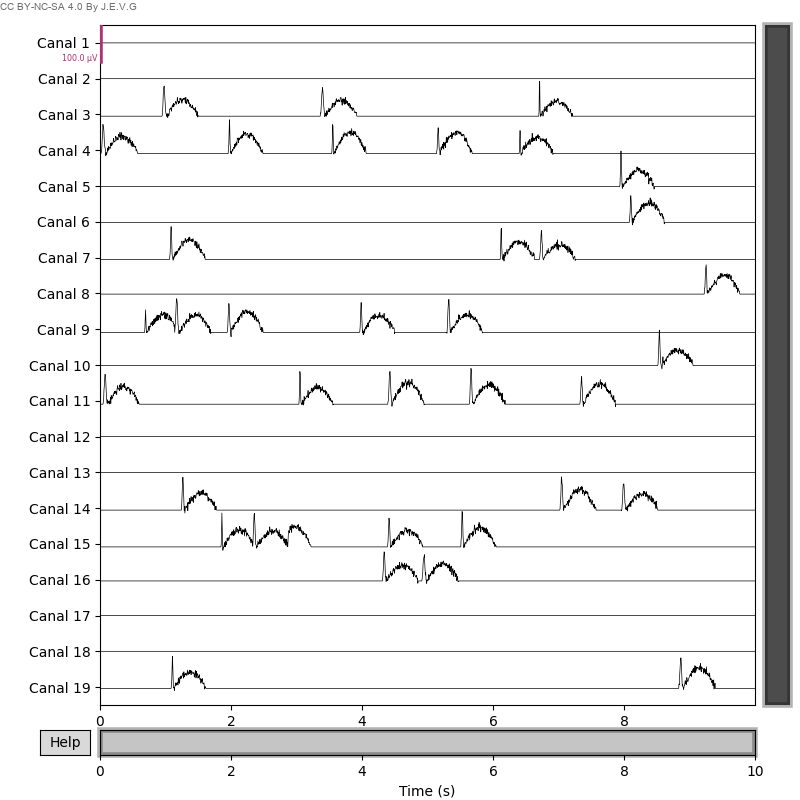 CC BY-NC-SA 4.0 By J.E.V.G
Canal 1
100.0 µV
Canal 2
Canal 3
Canal 4
Canal 5
Canal 6
Canal 7
Canal 8
Canal 9
Canal 10
Canal 11
Canal 12
Canal 13
Canal 14
Canal 15
Canal 16
Canal 17
Canal 18
Canal 19
0 2 4 6 8
Help
0 2 4 6 8 10
Time (s)